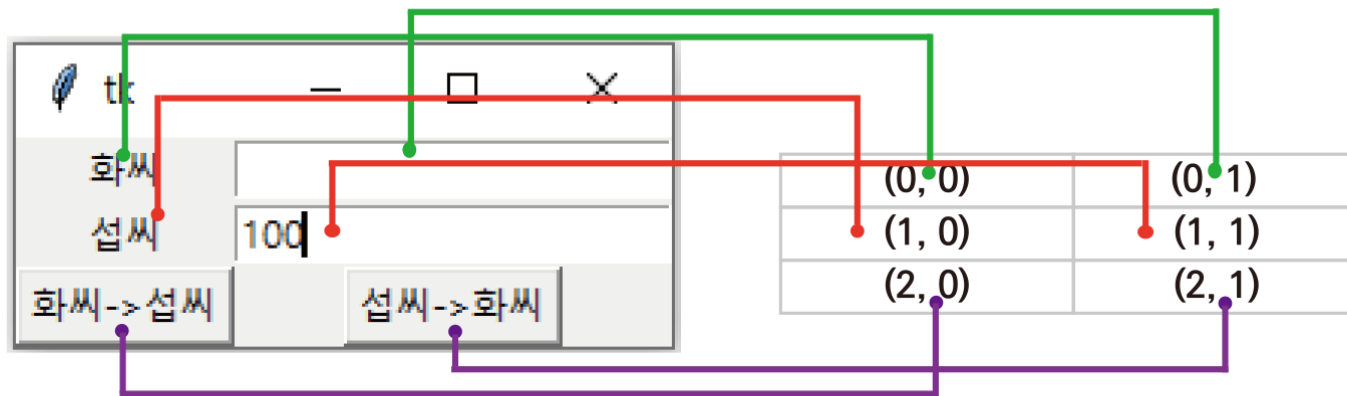 tk
화씨 (0, 0) (0, 1)
섭씨 100 (1, 0) (1, 1)
화씨->섭씨 섭씨->화씨 (2, 0) (2, 1)